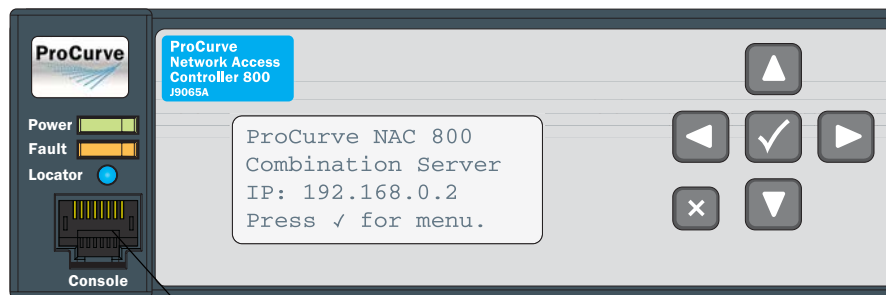 ProCurve
ProCurve
Network Access
Controller 800
J9065A
Power
Fault
Locator
Console
ProCurve NAC 800
Combination Server
IP: 192.168.0.2
Press ✓ for menu.